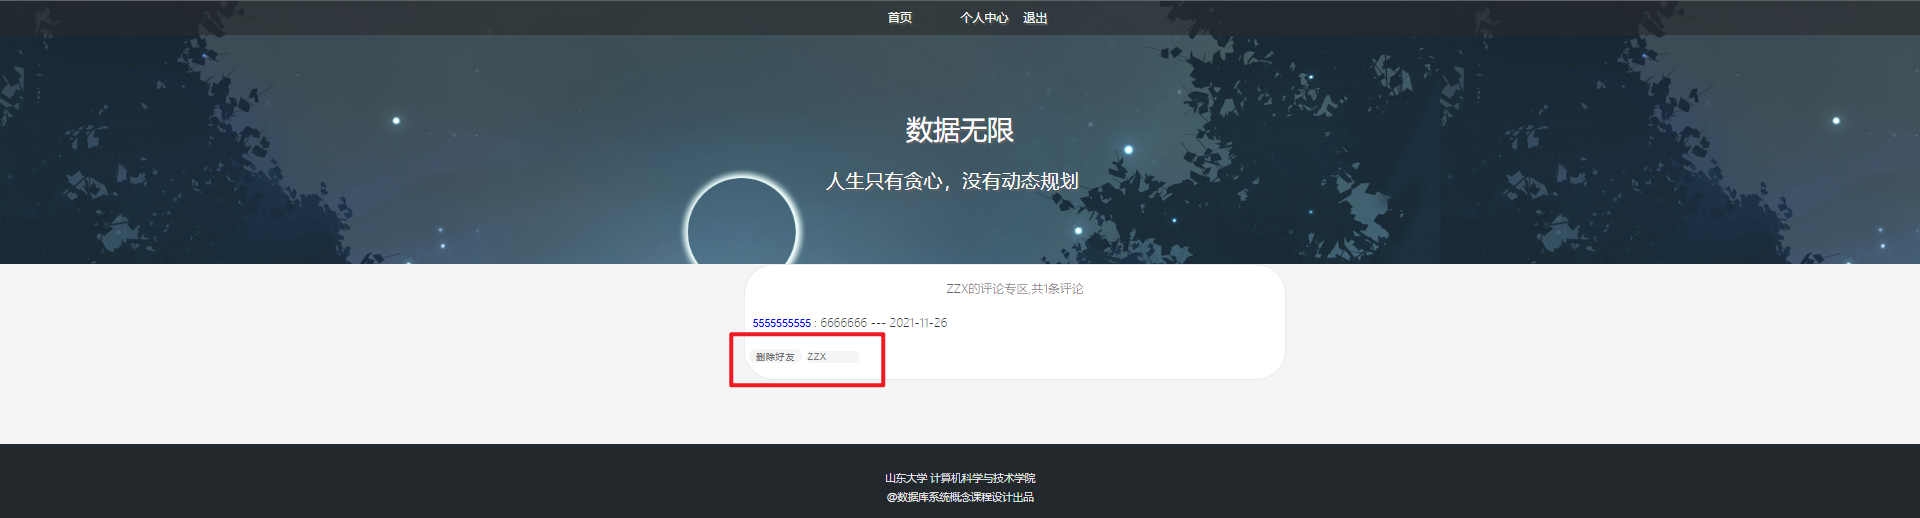 首页 个人中心 退出
数据无限
人生只有贪心，没有动态规划
ZZX的评论专区,共1条评论
5555555555 : 6666666 --- 2021-11-26
删除好友 ZZX
山东大学 计算机科学与技术学院
@数据库系统概念课程设计出品